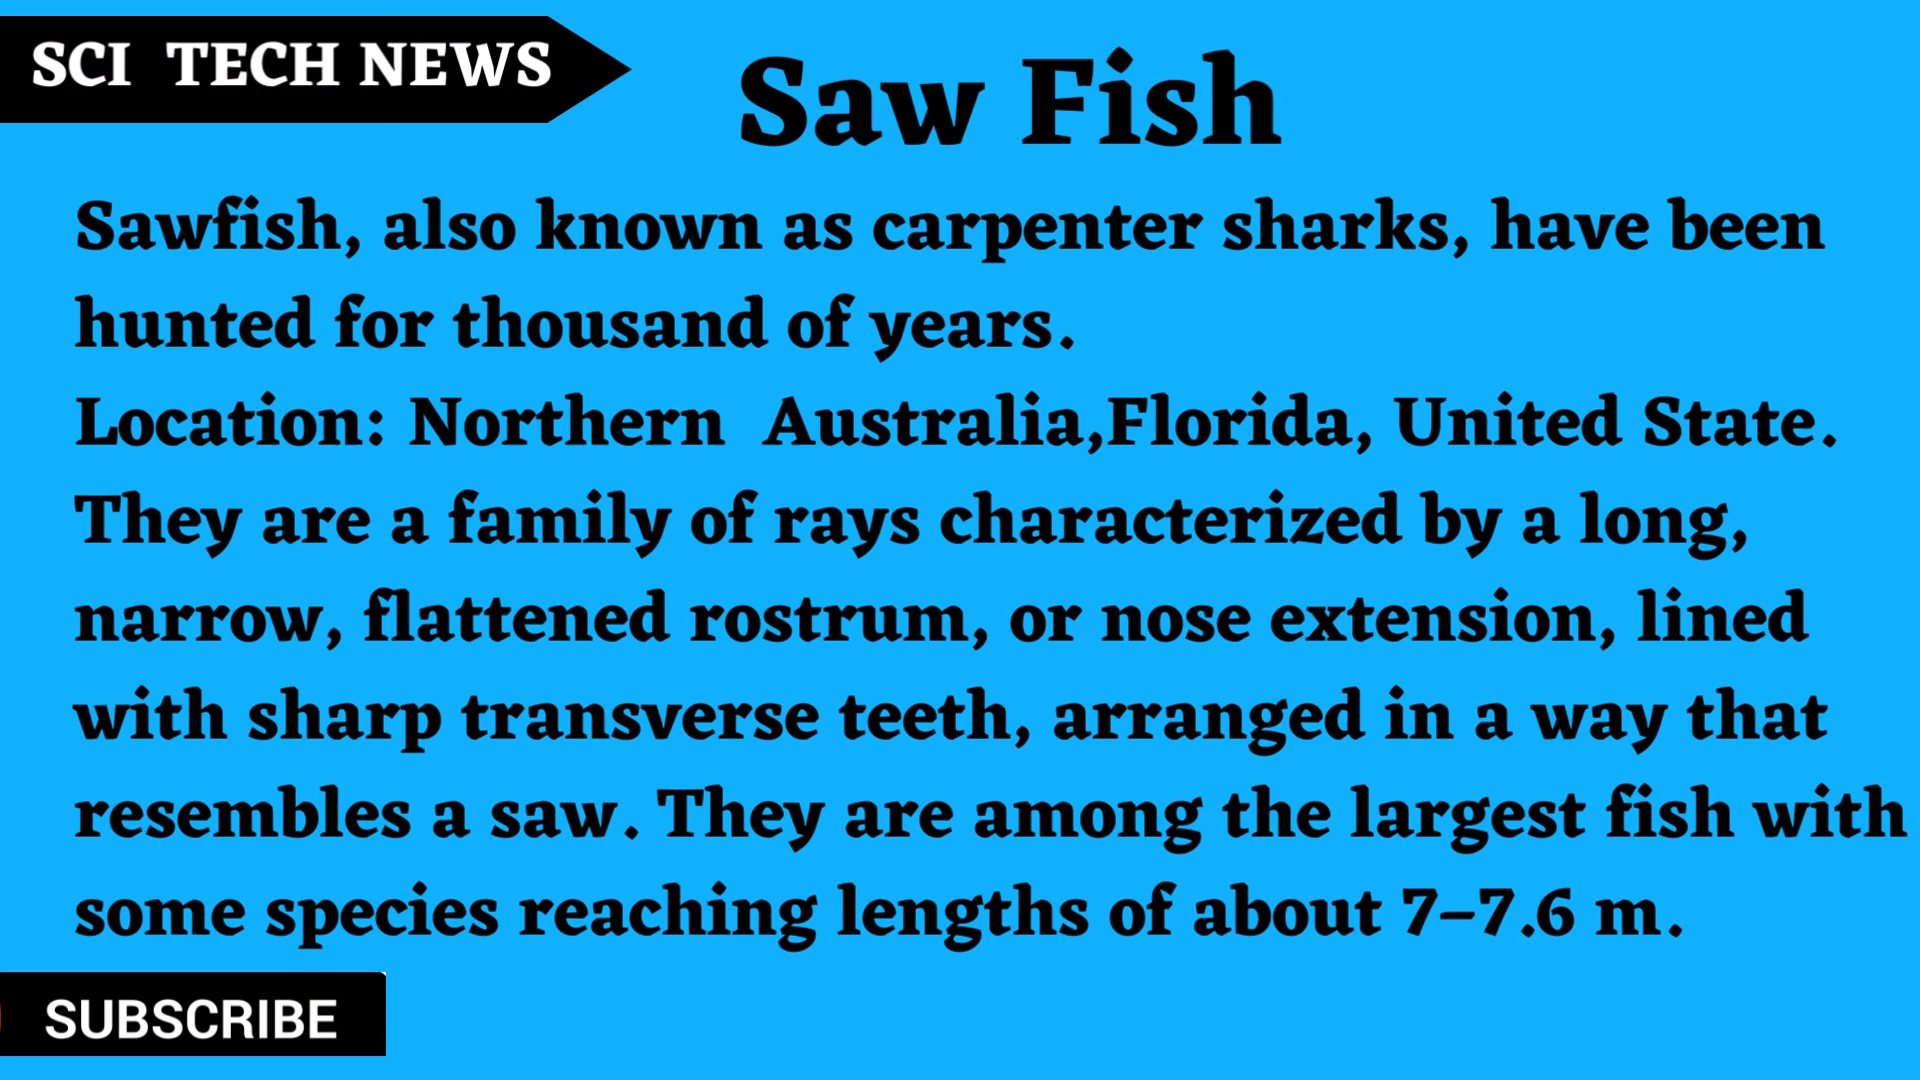 SCI TECH NEWS
Saw Fish
Sawfish, also known as carpenter sharks, have been
hunted for thousand of years.
Location: Northern Australia,Florida, United State.
They are a family of rays characterized by a long,
narrow, flattened rostrum, or nose extension, lined
with sharp transverse teeth, arranged in a way that
resembles a saw. They are among the largest fish with
some species reaching lengths of about 7–7.6 m.
SUBSCRIBE